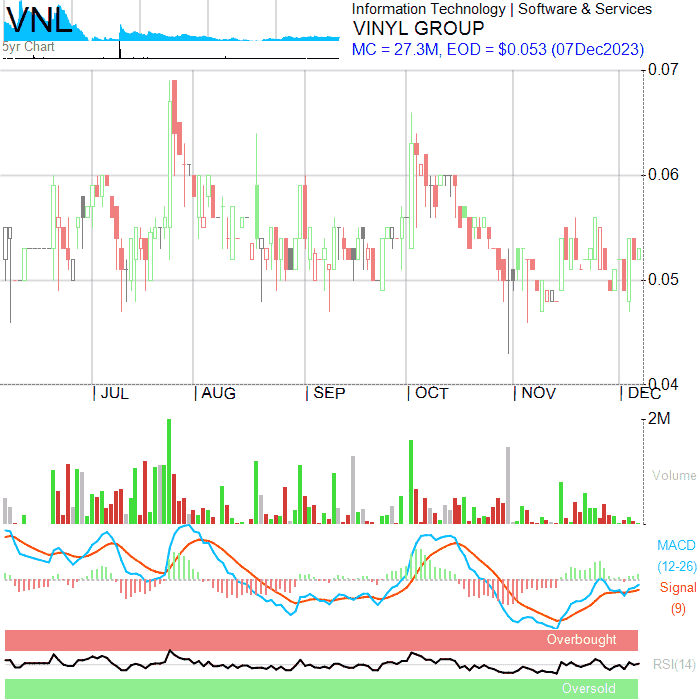 VNL
5yr Chart
Information Technology | Software & Services
VINYL GROUP
MC = 27.3M, EOD = $0.053 (07Dec2023)
0.07
0.06
0.05
0.04
JUL AUG SEP OCT NOV DEC
2M
Volume
MACD
(12-26)
Signal
(9)
Overbought
RSI(14)
Oversold